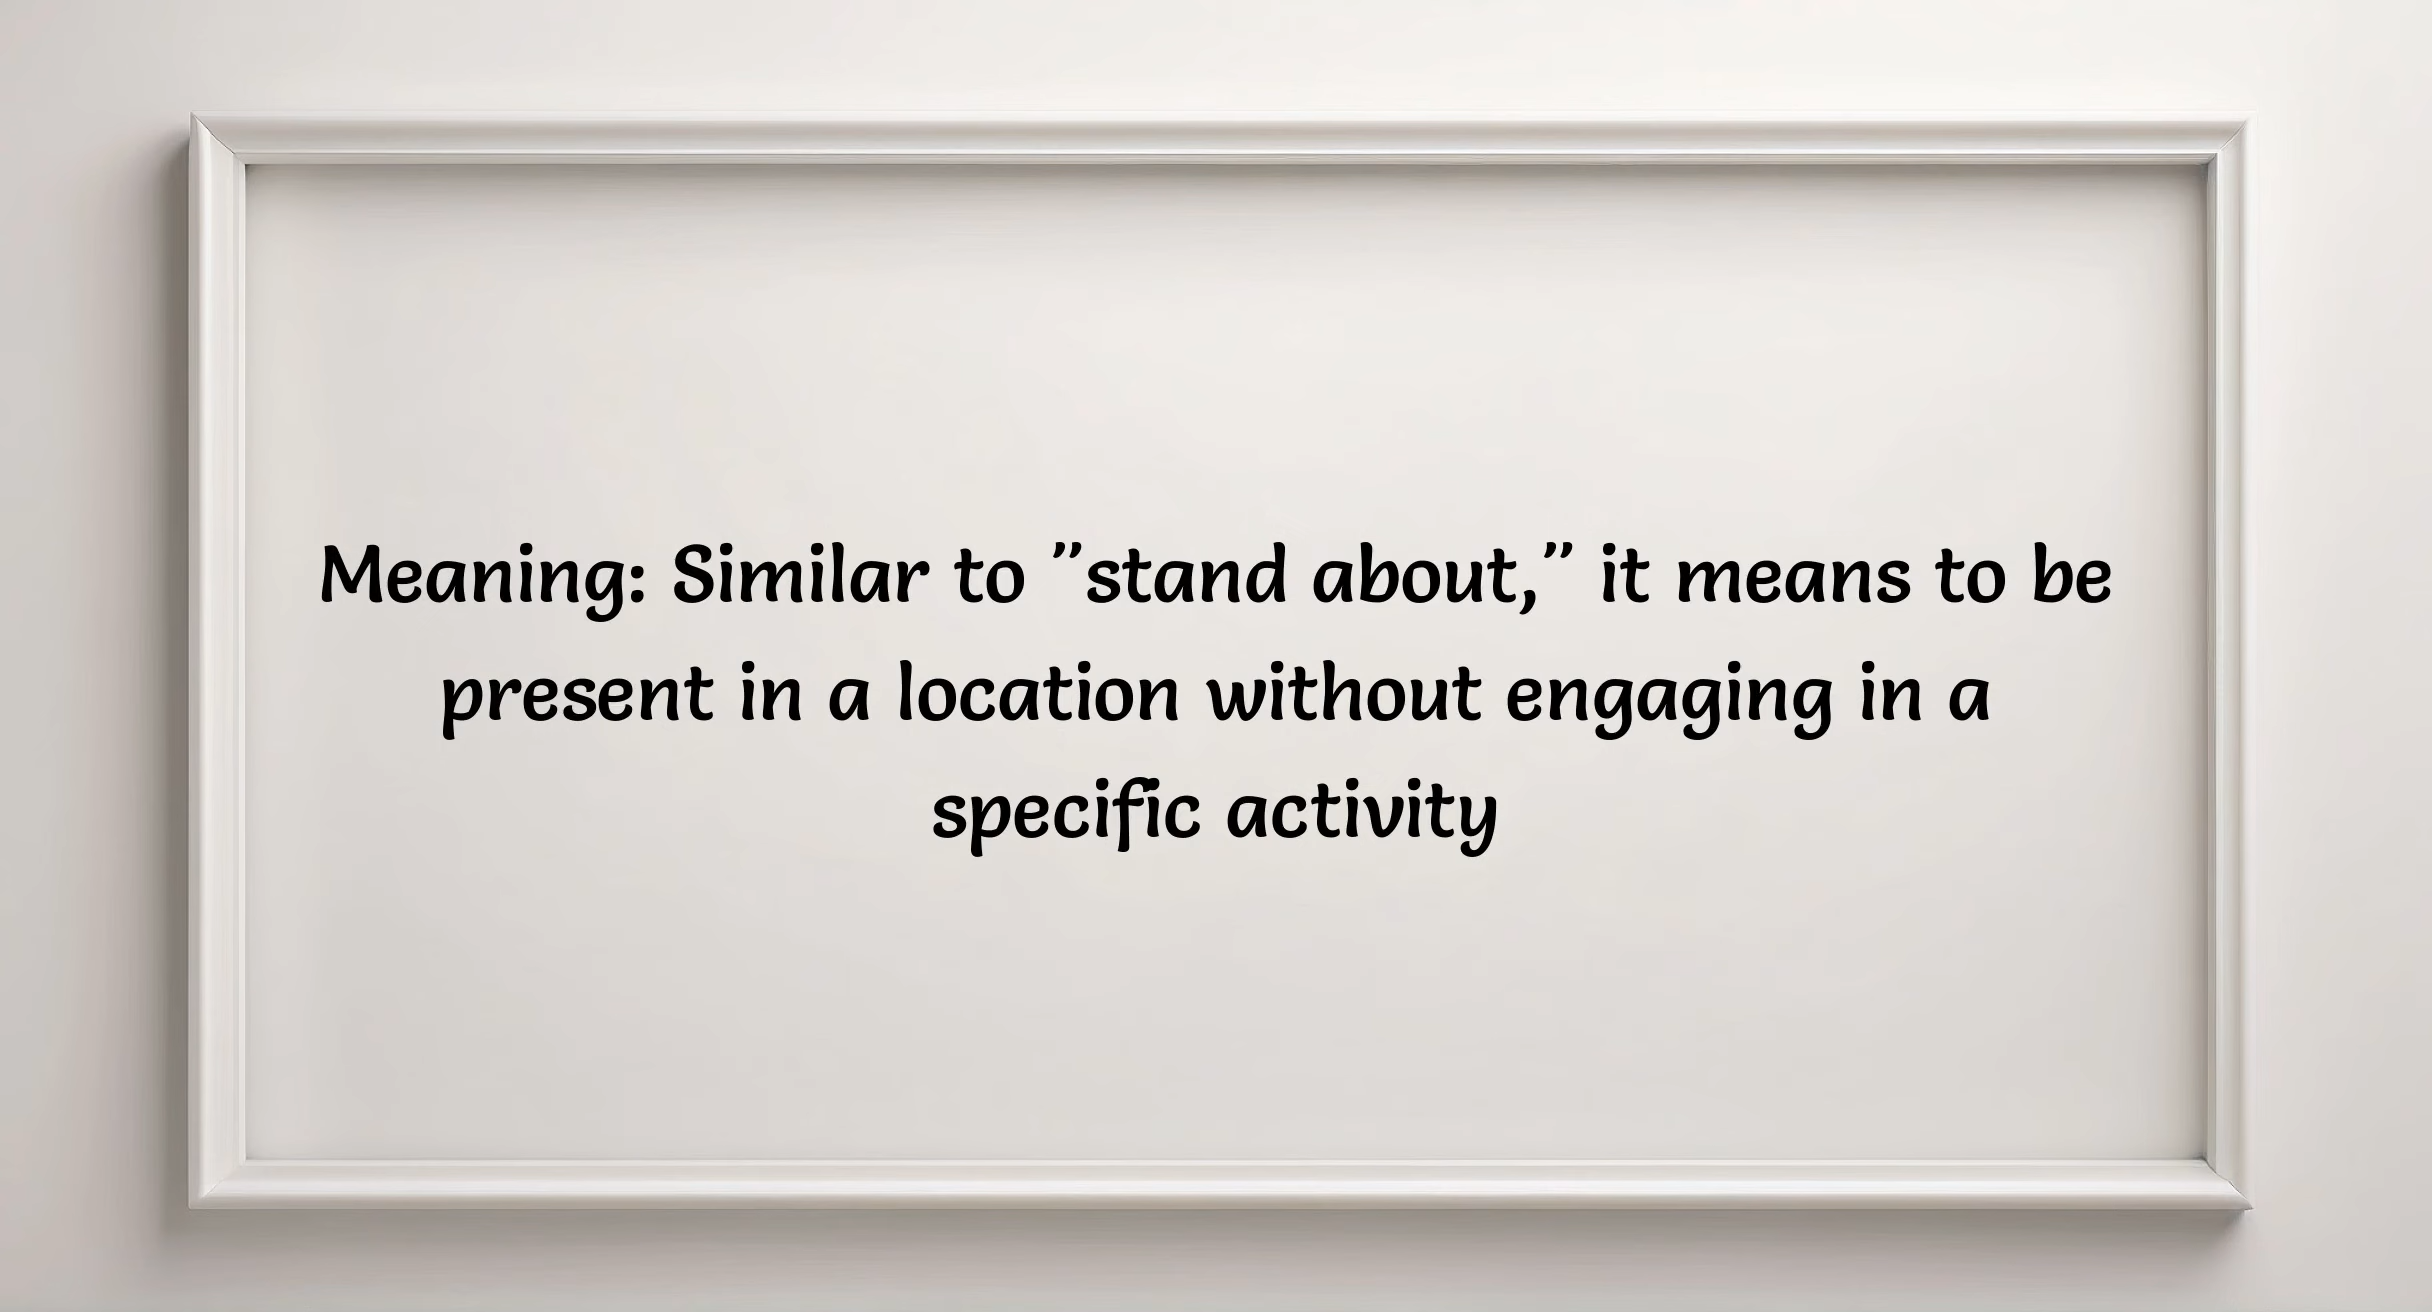 Meaning: Similar to "stand about," it means to be
present in a location without engaging in a
specific activity